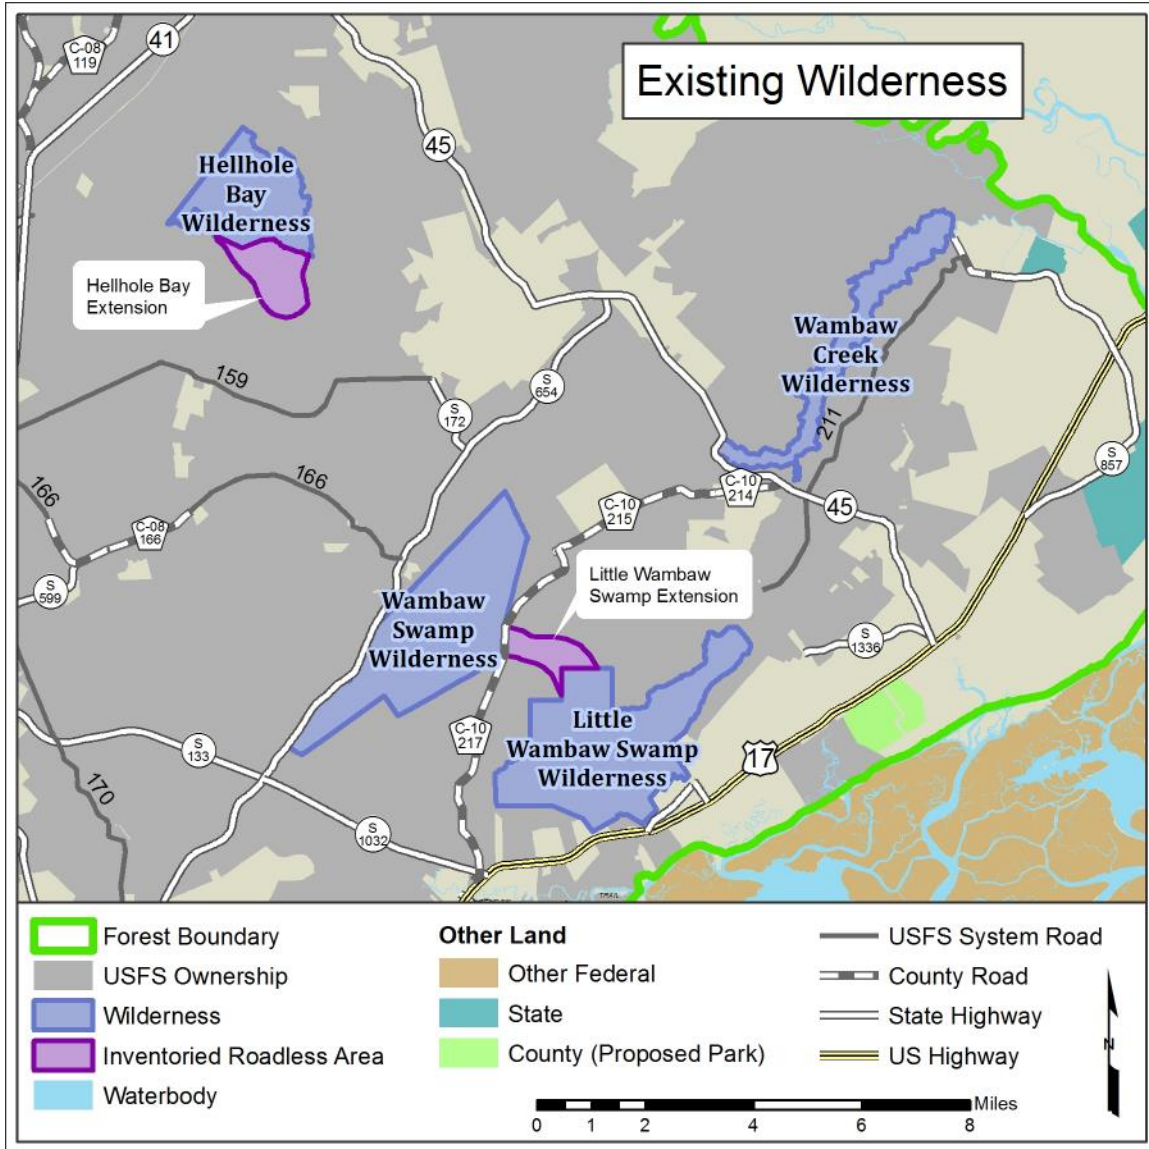 Existing Wilderness
C-08
119
41
45
Hellhole
Bay
Wilderness
Hellhole Bay
Extension
Wambaw
Creek
Wilderness
159
S
654
S
172
211
S
857
166
166
C-08
166
C-10
215
C-10
214
45
S
599
Little Wambaw
Swamp Extension
Wambaw
Swamp
Wilderness
S
1336
Little
Wambaw Swamp
Wilderness
C-10
217
17
S
133
170
S
1032
TRAIL
Forest Boundary
USFS Ownership
Wilderness
Inventoried Roadless Area
Waterbody
Other Land
Other Federal
State
County (Proposed Park)
USFS System Road
County Road
State Highway
US Highway
N
Miles
0 1 2 4 6 8